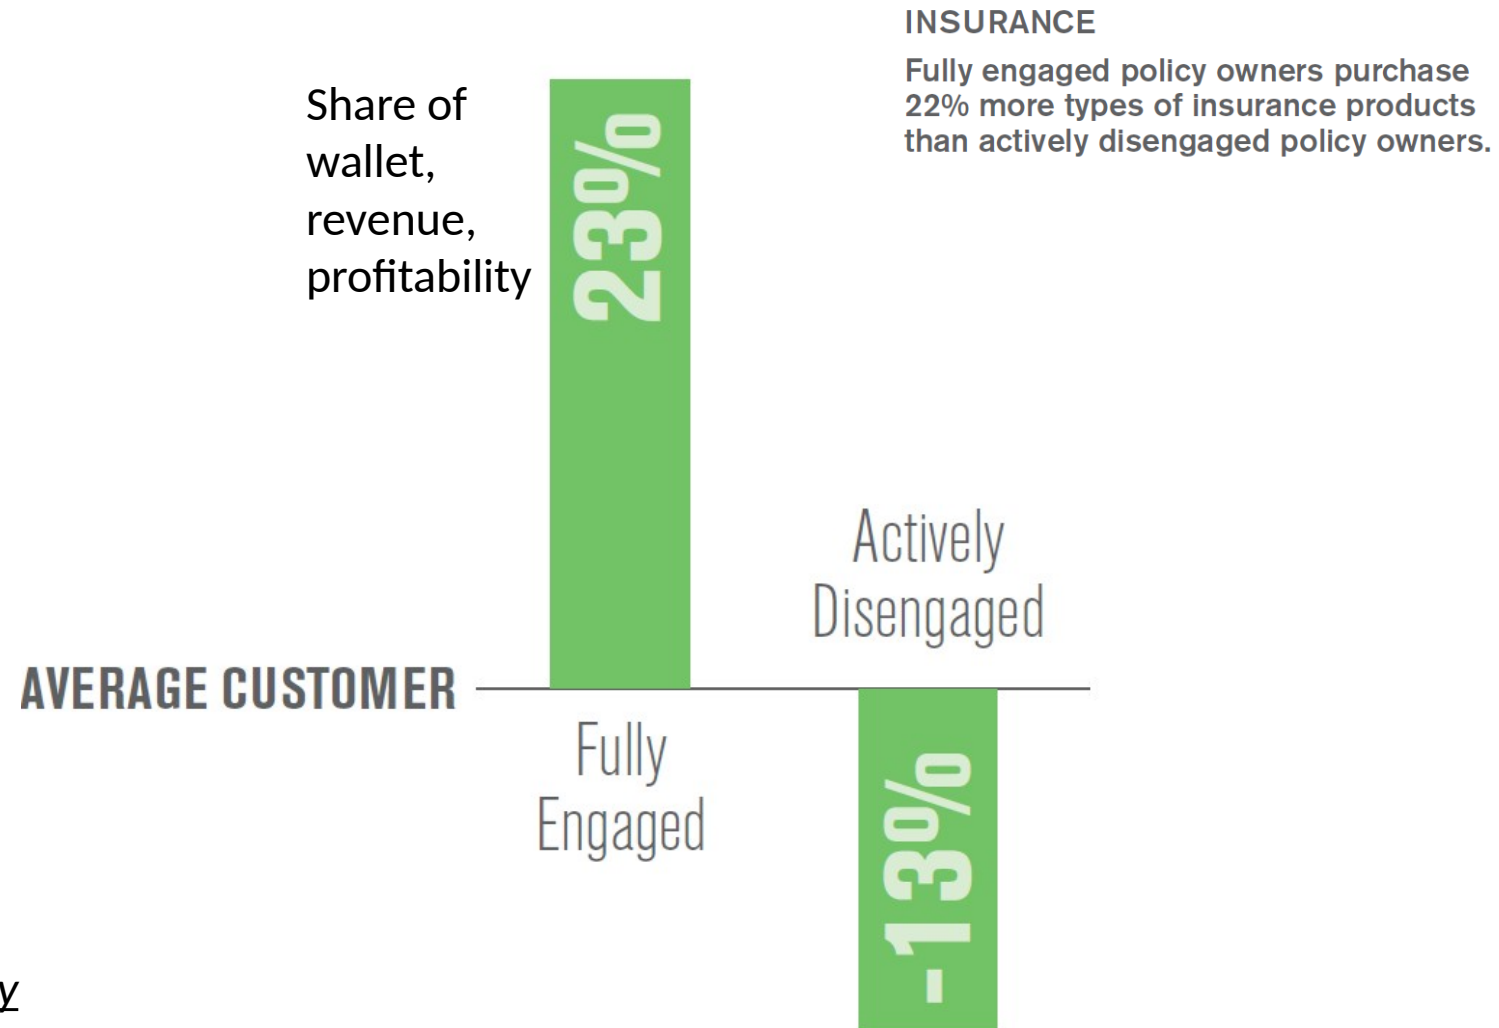 INSURANCE
Fully engaged policy owners purchase
22% more types of insurance products
than actively disengaged policy owners.
Share of
wallet,
revenue,
profitability
23%
Actively
Disengaged
AVERAGE CUSTOMER
Fully
Engaged
-13%
y